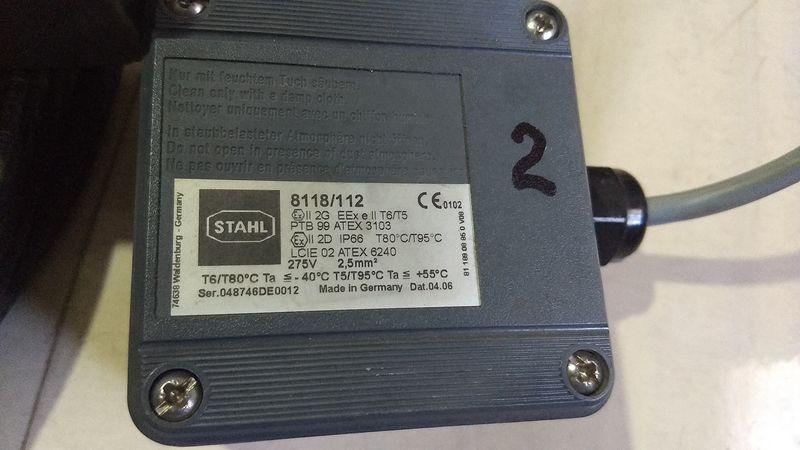 Nur mit feuchtem Tuch säubern.
Clean only with a damp cloth.
Nettoyer uniquement avec un chiffon
In staubbelasteter Atmosphäre nicht
Do not open in presence of dust atmosphere.
Ne pas ouvrir en présence d'atmosphère
2
74638 Waldenburg - Germany
STAHL
8118/112
CE 0102
Ex II 2G EEx e II T6/T5
PTB 99 ATEX 3103
Ex II 2D IP66 T80°C/T95°C
LCIE 02 ATEX 6240
275V 2,5mm²
T6/T80°C Ta ≦ - 40°C T5/T95°C Ta ≦ +55°C
Ser.048746DE0012 Made in Germany Dat.04.06